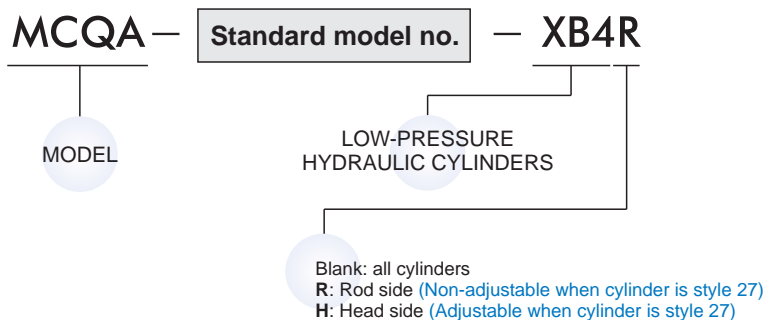 MCQA — Standard model no. — XB4R
MODEL
LOW-PRESSURE
HYDRAULIC CYLINDERS
Blank: all cylinders
R: Rod side (Non-adjustable when cylinder is style 27)
H: Head side (Adjustable when cylinder is style 27)